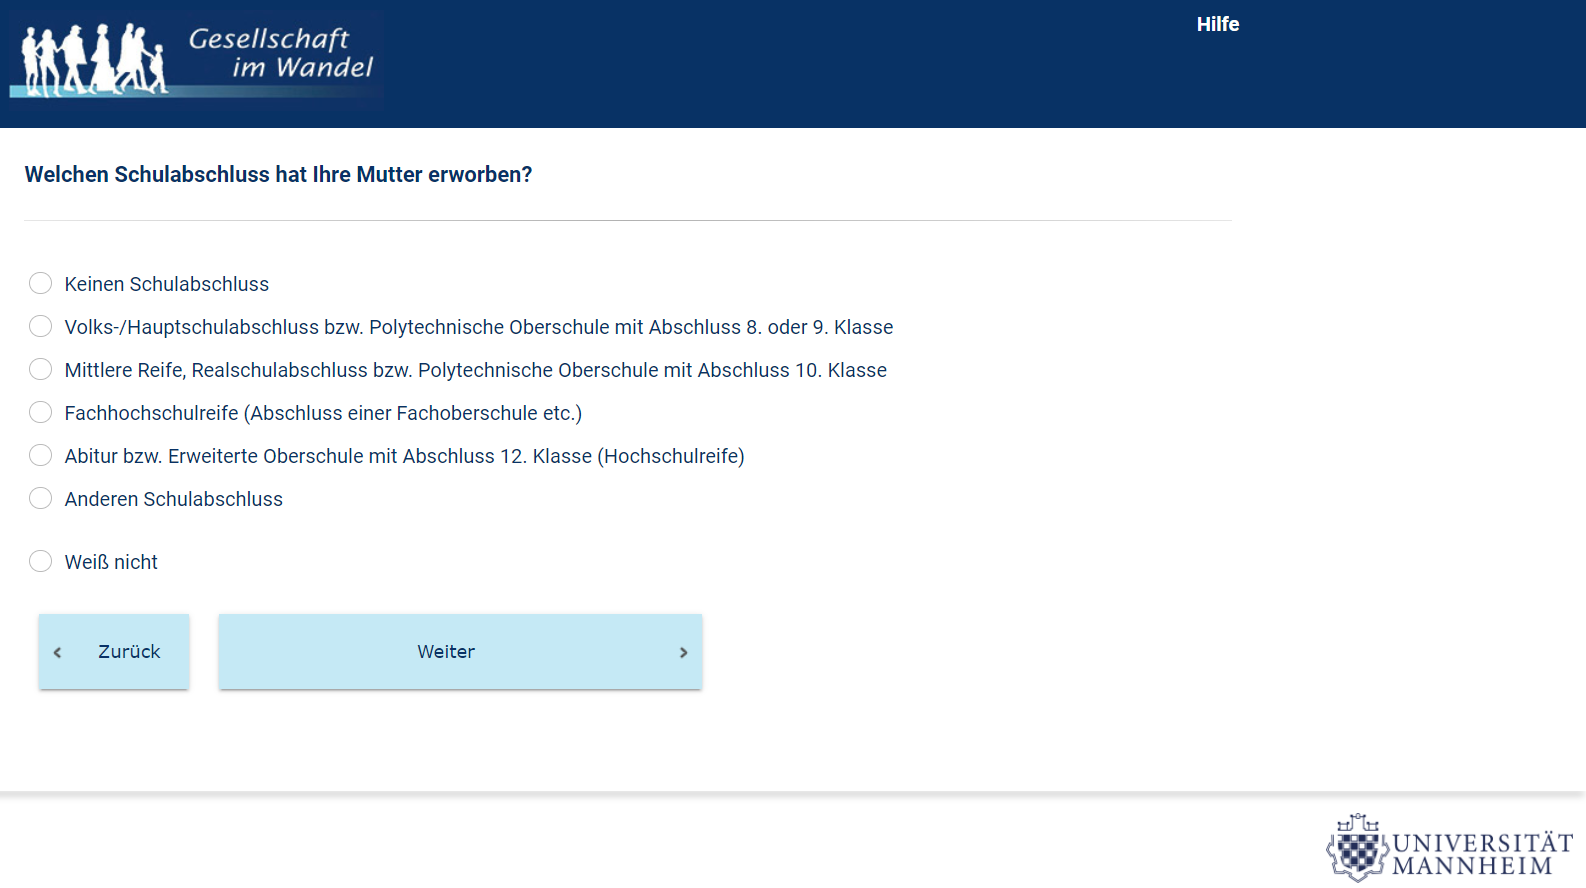 Gesellschaft
im Wandel
Hilfe
Welchen Schulabschluss hat Ihre Mutter erworben?
Keinen Schulabschluss
Volks-/Hauptschulabschluss bzw. Polytechnische Oberschule mit Abschluss 8. oder 9. Klasse
Mittlere Reife, Realschulabschluss bzw. Polytechnische Oberschule mit Abschluss 10. Klasse
Fachhochschulreife (Abschluss einer Fachoberschule etc.)
Abitur bzw. Erweiterte Oberschule mit Abschluss 12. Klasse (Hochschulreife)
Anderen Schulabschluss
Weiß nicht
Zurück
Weiter
UNIVERSITÄT
MANNHEIM